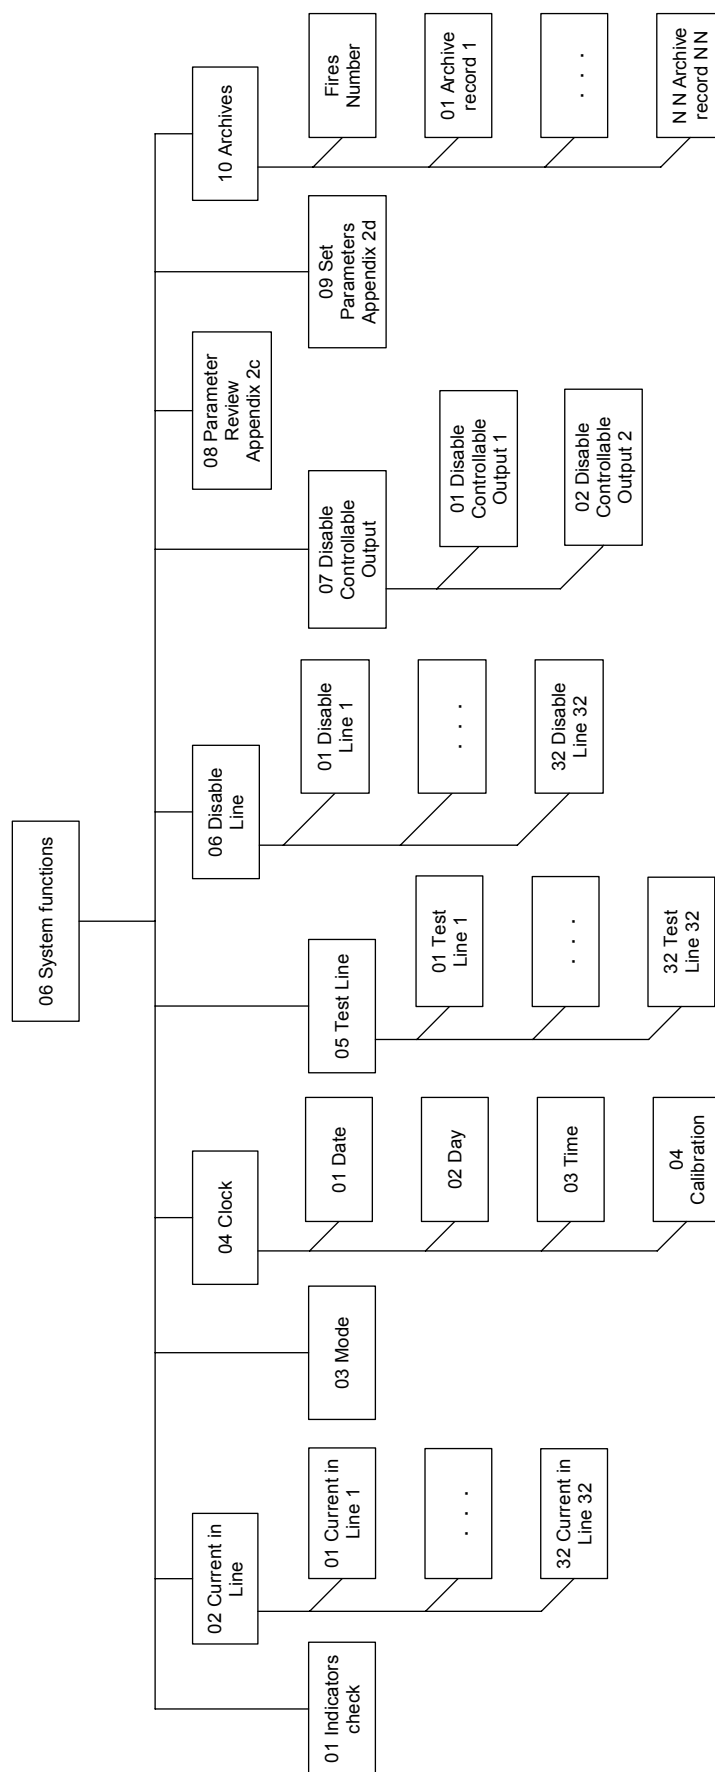 06 System functions
01 Indicators
check
02 Current in
Line
01 Current in
Line 1
. . .
32 Current in
Line 32
03 Mode
04 Clock
01 Date
02 Day
03 Time
04
Calibration
05 Test Line
01 Test
Line 1
. . .
32 Test
Line 32
06 Disable
Line
01 Disable
Line 1
. . .
32 Disable
Line 32
07 Disable
Controllable
Output
01 Disable
Controllable
Output 1
02 Disable
Controllable
Output 2
08 Parameter
Review
Appendix 2c
09 Set
Parameters
Appendix 2d
10 Archives
Fires
Number
01 Archive
record 1
. . .
N N Archive
record N N